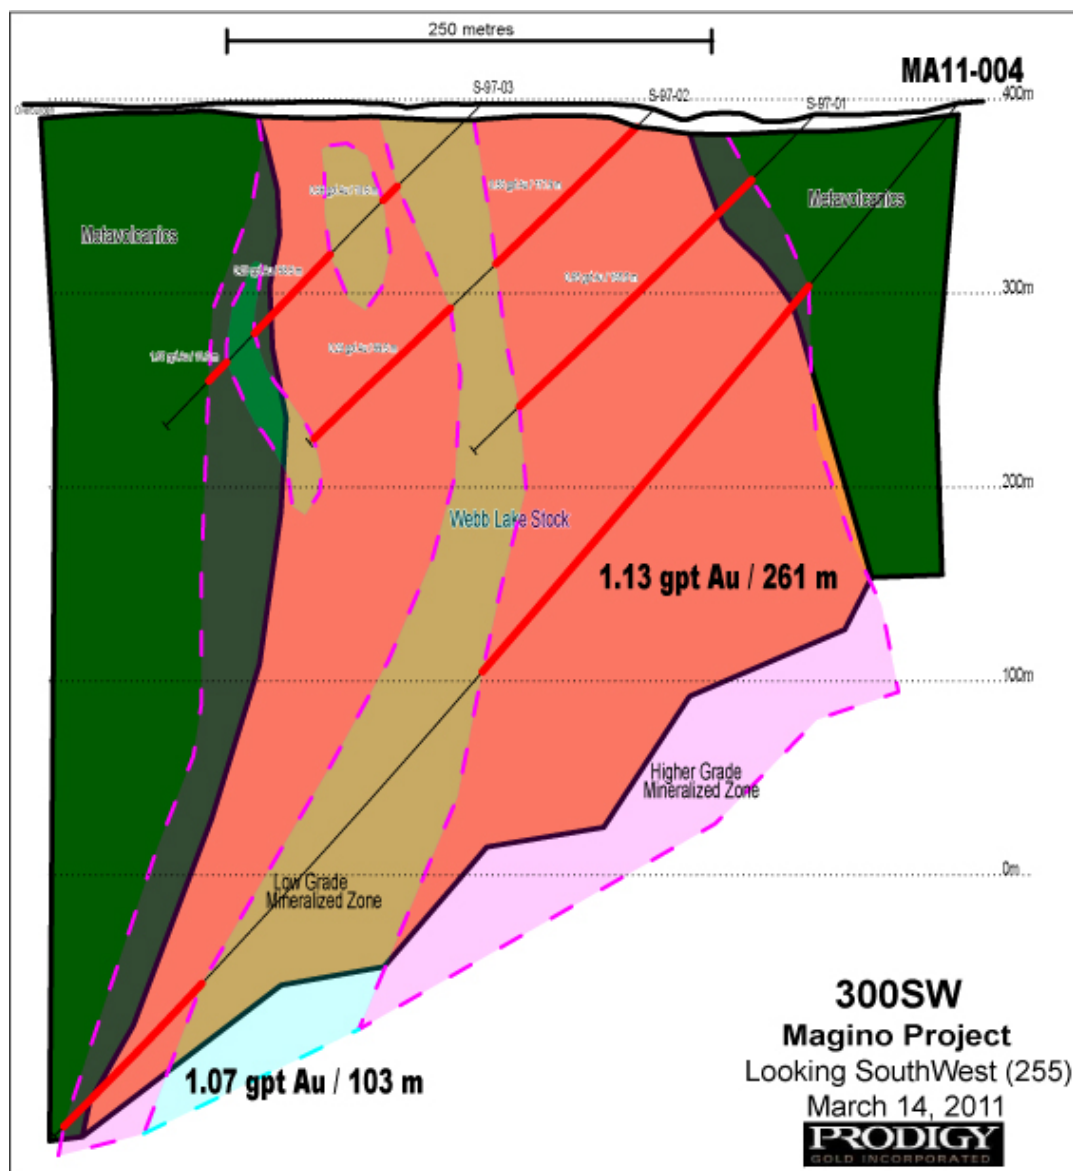 250 metres
MA11-004
S-97-03
S-97-02
S-97-01
400m
Overburden
Metavolcanics
Metavolcanics
300m
200m
Webb Lake Stock
1.13 gpt Au / 261 m
100m
Higher Grade
Mineralized Zone
0m
Low Grade
Mineralized Zone
1.07 gpt Au / 103 m
300SW
Magino Project
Looking SouthWest (255)
March 14, 2011
PRODIGY
GOLD INCORPORATED